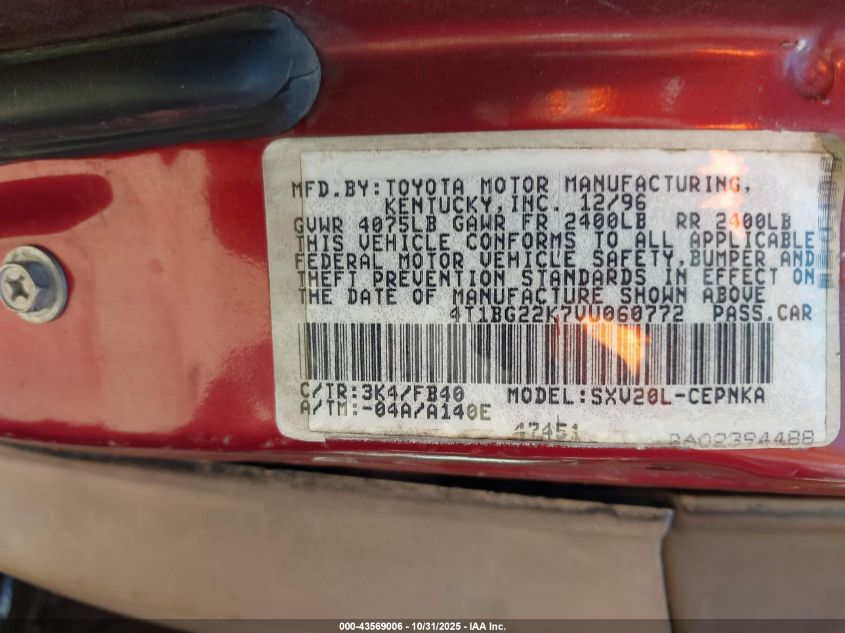 MFD.BY:TOYOTA MOTOR MANUFACTURING,
KENTUCKY,INC. 12/96
GVWR 4075LB GAWR FR 2400LB RR 2400LB
THIS VEHICLE CONFORMS TO ALL APPLICABLE
FEDERAL MOTOR VEHICLE SAFETY,BUMPER AND
THEFT PREVENTION STANDARDS IN EFFECT ON
THE DATE OF MANUFACTURE SHOWN ABOVE
4T1BG22K7VU060772 PASS.CAR
C/TR:3K4/FB40 MODEL:SXV20L-CEPNKA
A/TM:-04A/A140E
47451
000-43569006 • 10/31/2025 • IAA Inc.